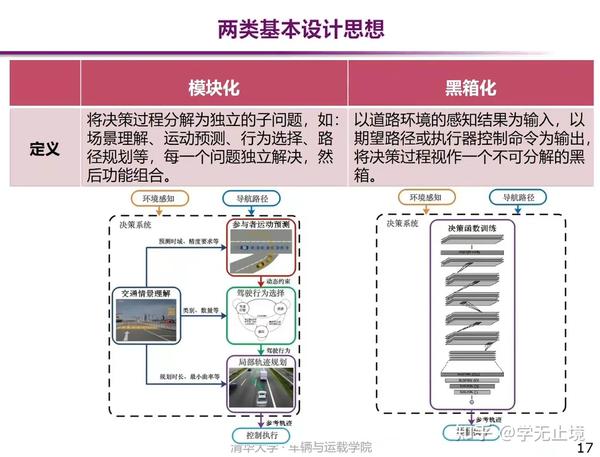 两类基本设计思想
模块化
黑箱化
定义
将决策过程分解为独立的子问题，如：
场景理解、运动预测、行为选择、路
径规划等，每一个问题独立解决，然
后功能组合。
以道路环境的感知结果为输入，以
期望路径或执行器控制命令为输出，
将决策过程视作一个不可分解的黑
箱。
环境感知
导航路径
决策系统
参与者运动预测
预测时域、精度要求等
动态约束
交通情景理解
驾驶行为选择
类别、数量等
驾驶行为
局部轨迹规划
规划时长、最小曲率等
参考轨迹
控制执行
环境感知
导航路径
决策系统
决策函数训练
参考轨迹
清华大学·车辆与运载学院
知乎 @学无止境
17